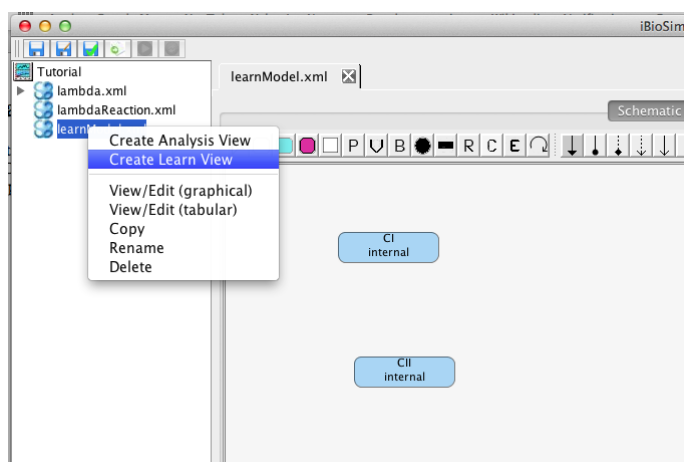 iBioSim
Tutorial
lambda.xml
lambdaReaction.xml
learnModel.xml
Schematic
P V B R C E
Create Analysis View
Create Learn View
View/Edit (graphical)
View/Edit (tabular)
Copy
Rename
Delete
CI
internal
CII
internal